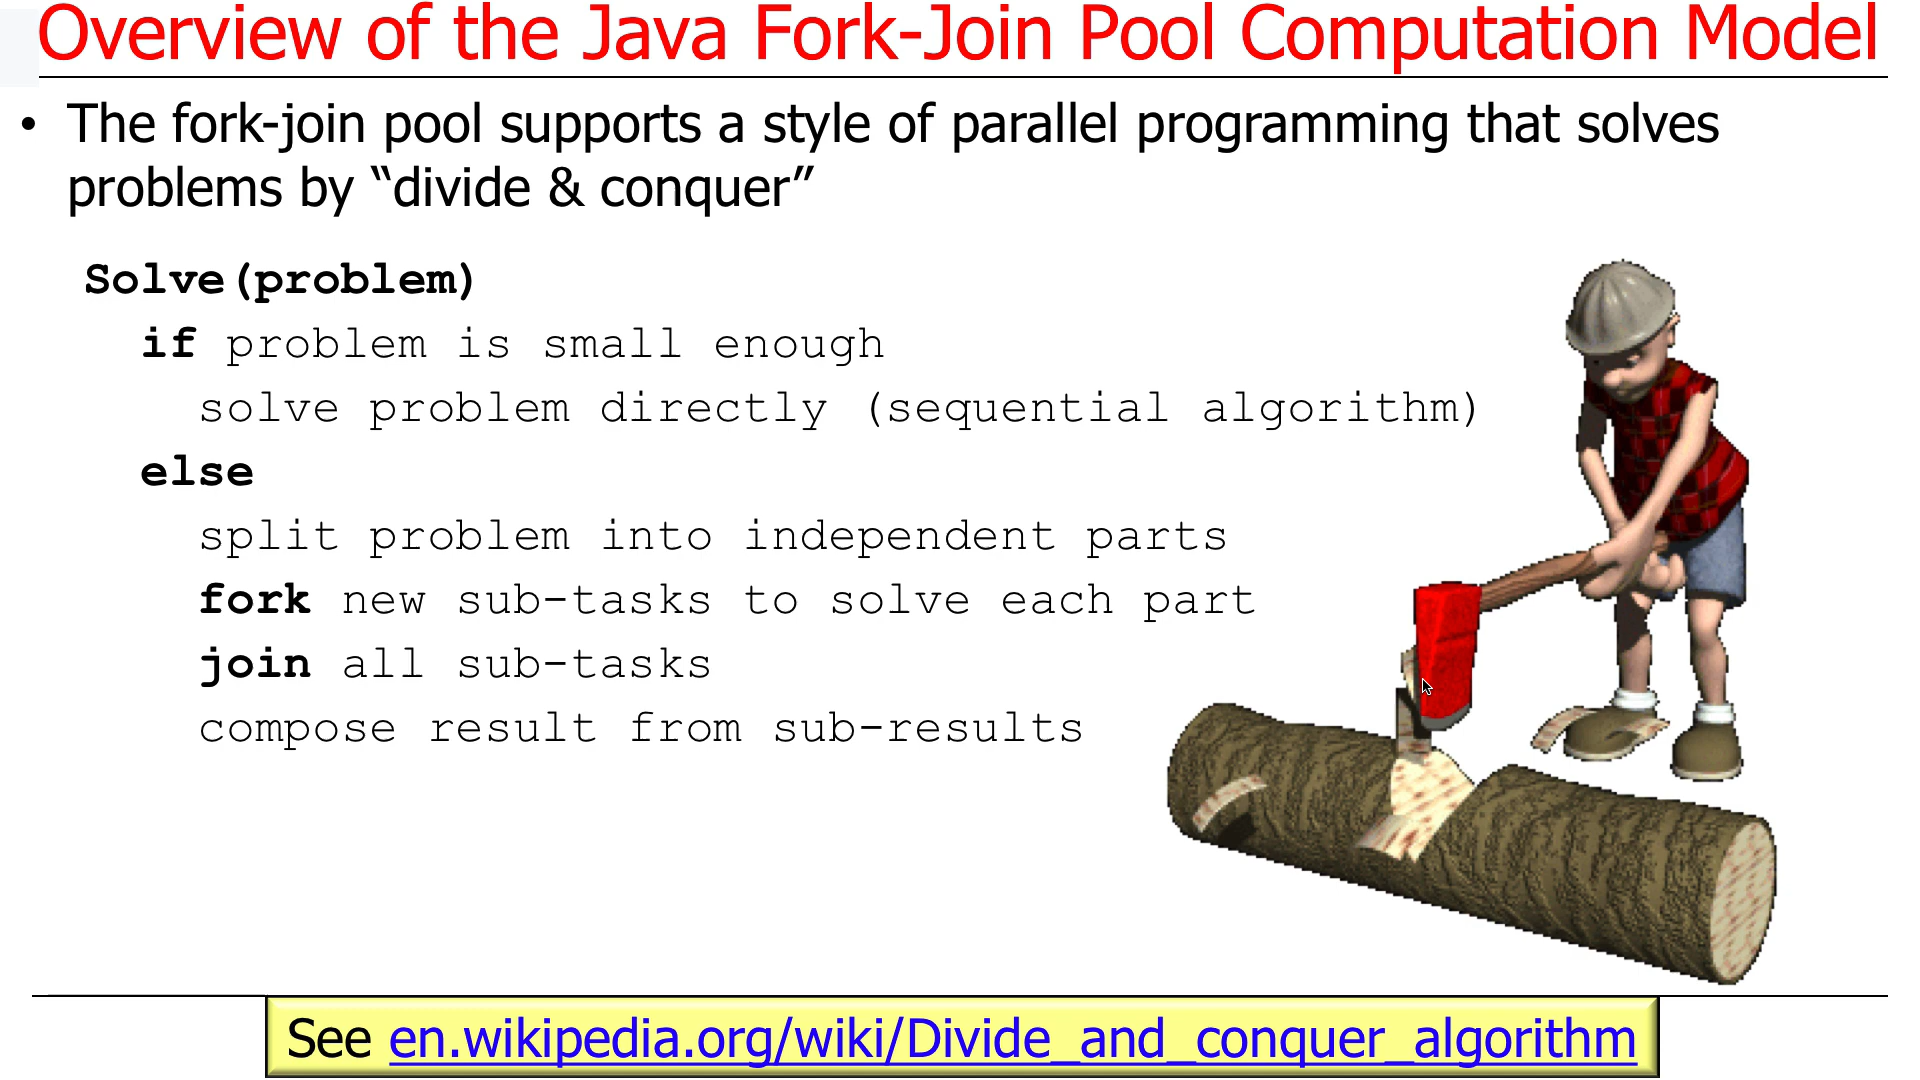 Overview of the Java Fork-Join Pool Computation Model
• The fork-join pool supports a style of parallel programming that solves
problems by “divide & conquer”
Solve(problem)
if problem is small enough
solve problem directly (sequential algorithm)
else
split problem into independent parts
fork new sub-tasks to solve each part
join all sub-tasks
compose result from sub-results
See en.wikipedia.org/wiki/Divide_and_conquer_algorithm